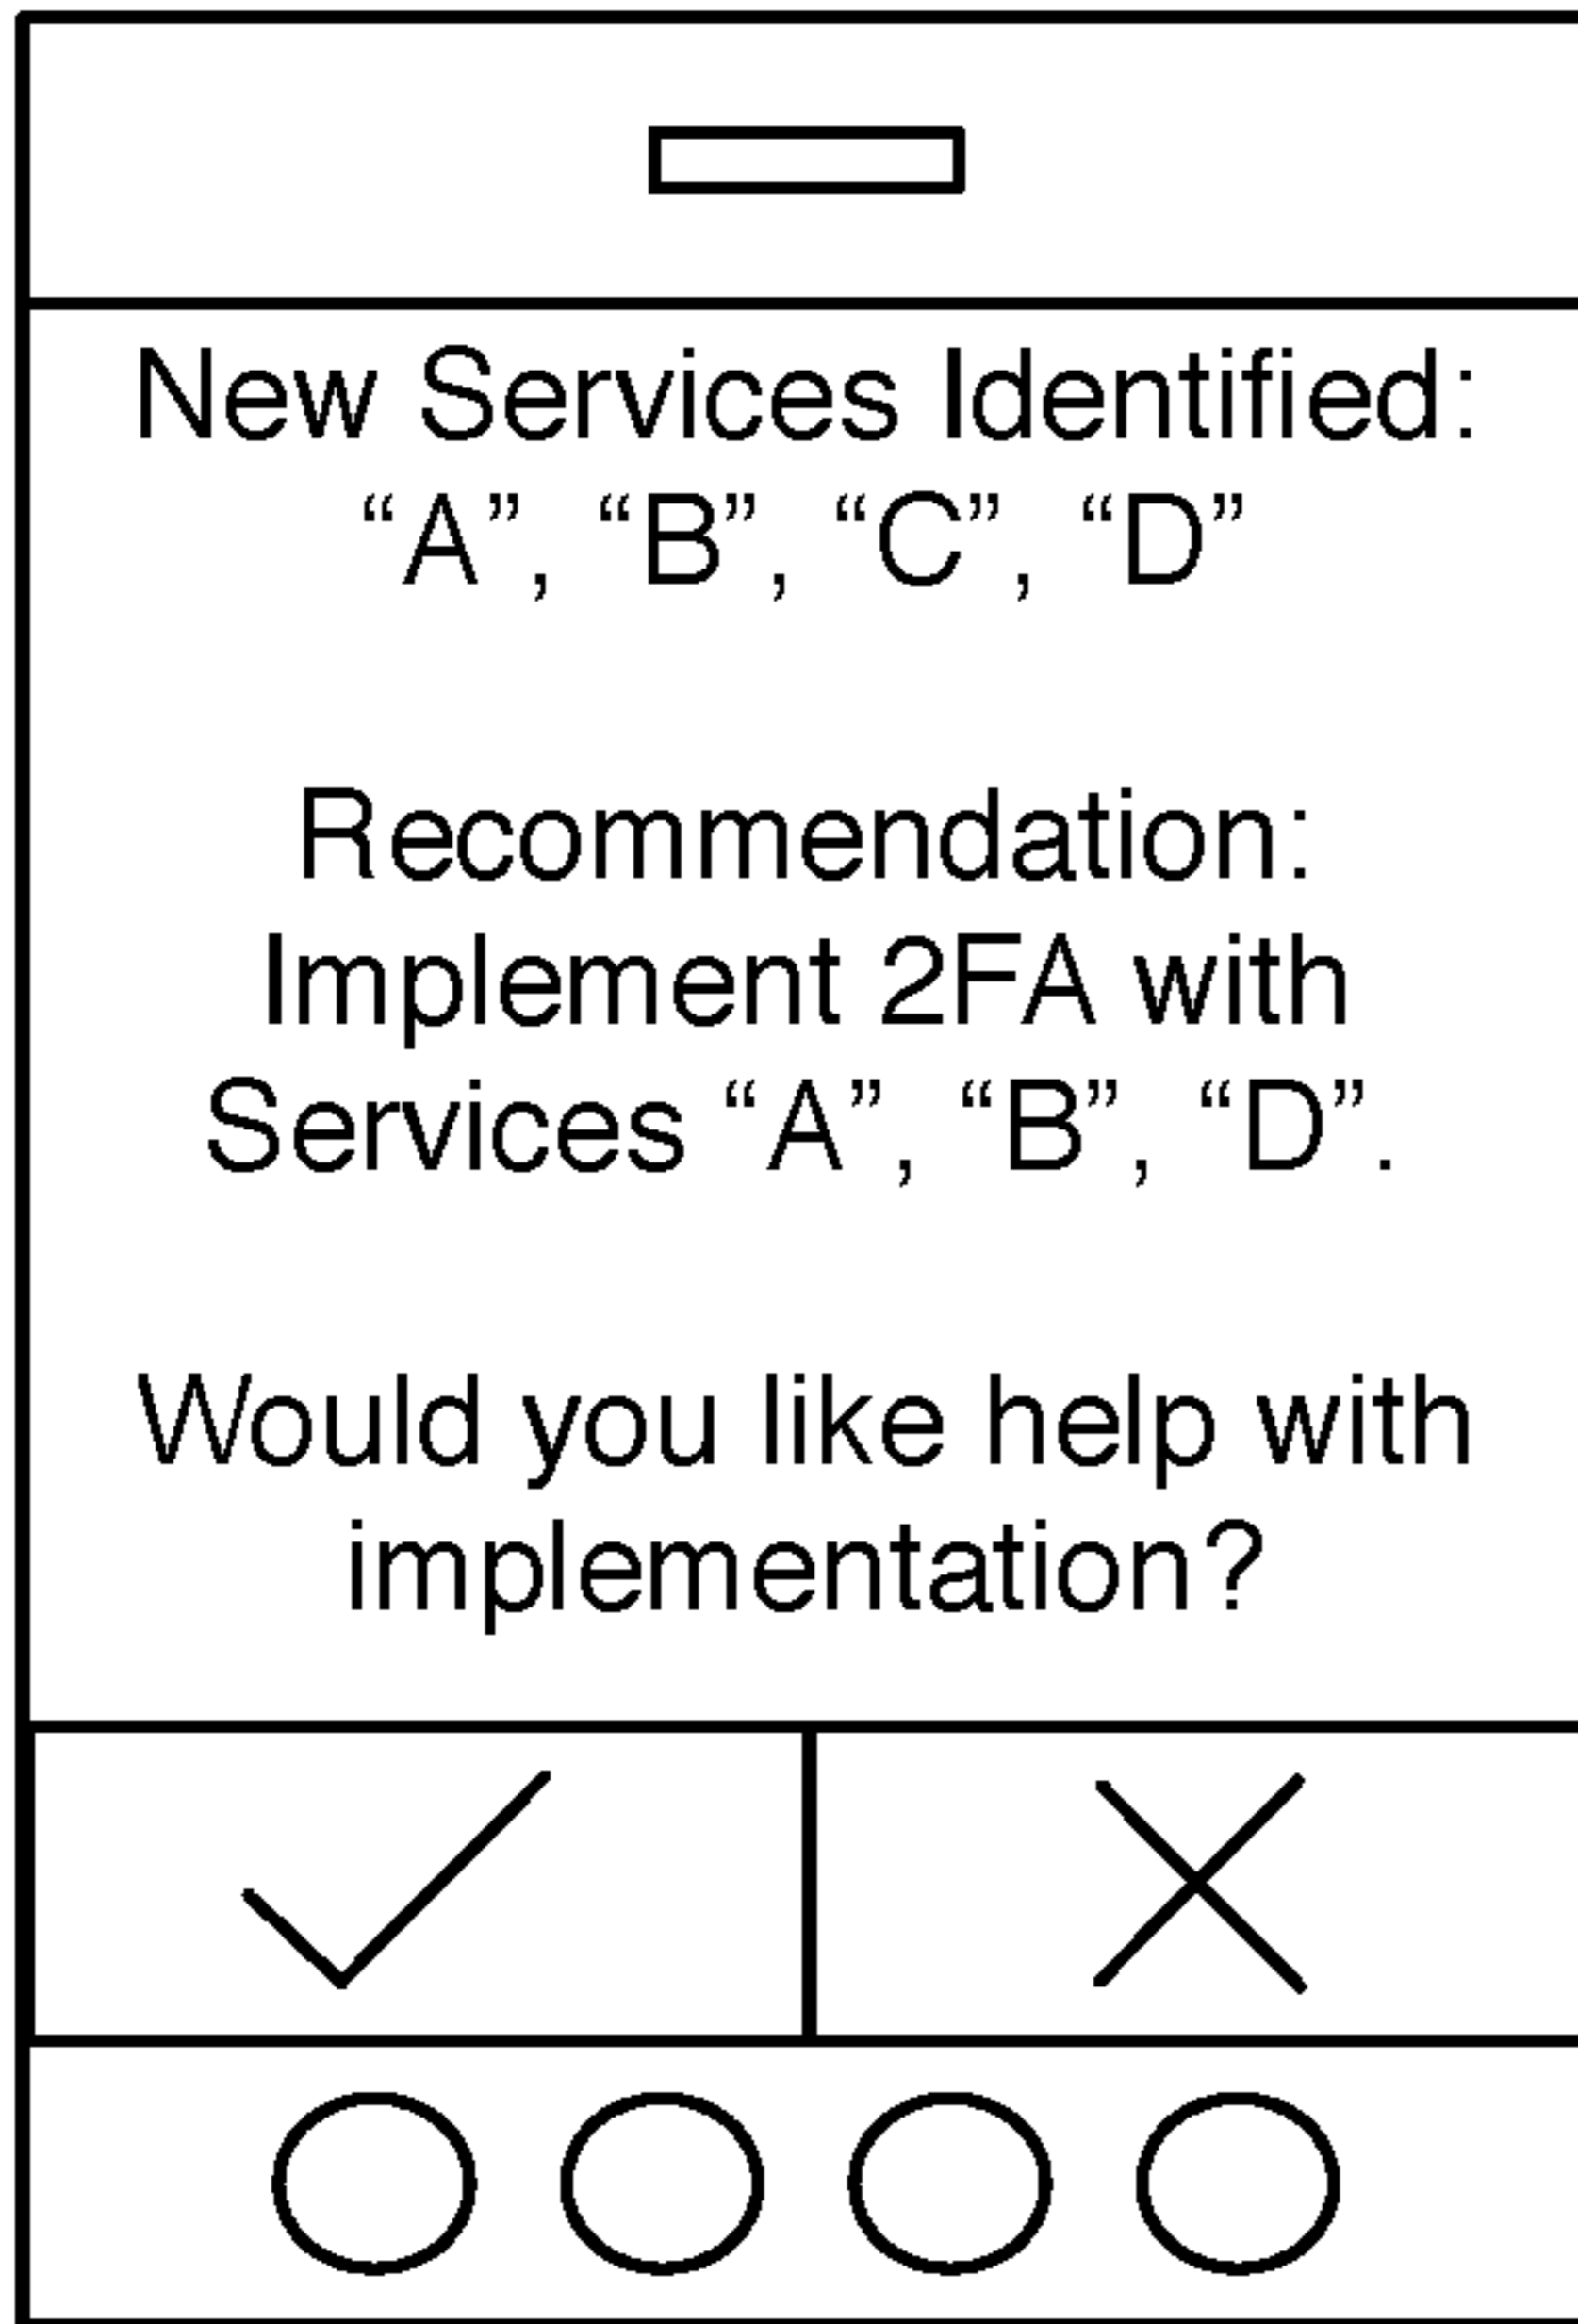 New Services Identified:
“A”, “B”, “C”, “D”
Recommendation:
Implement 2FA with
Services “A”, “B”, “D”.
Would you like help with
implementation?